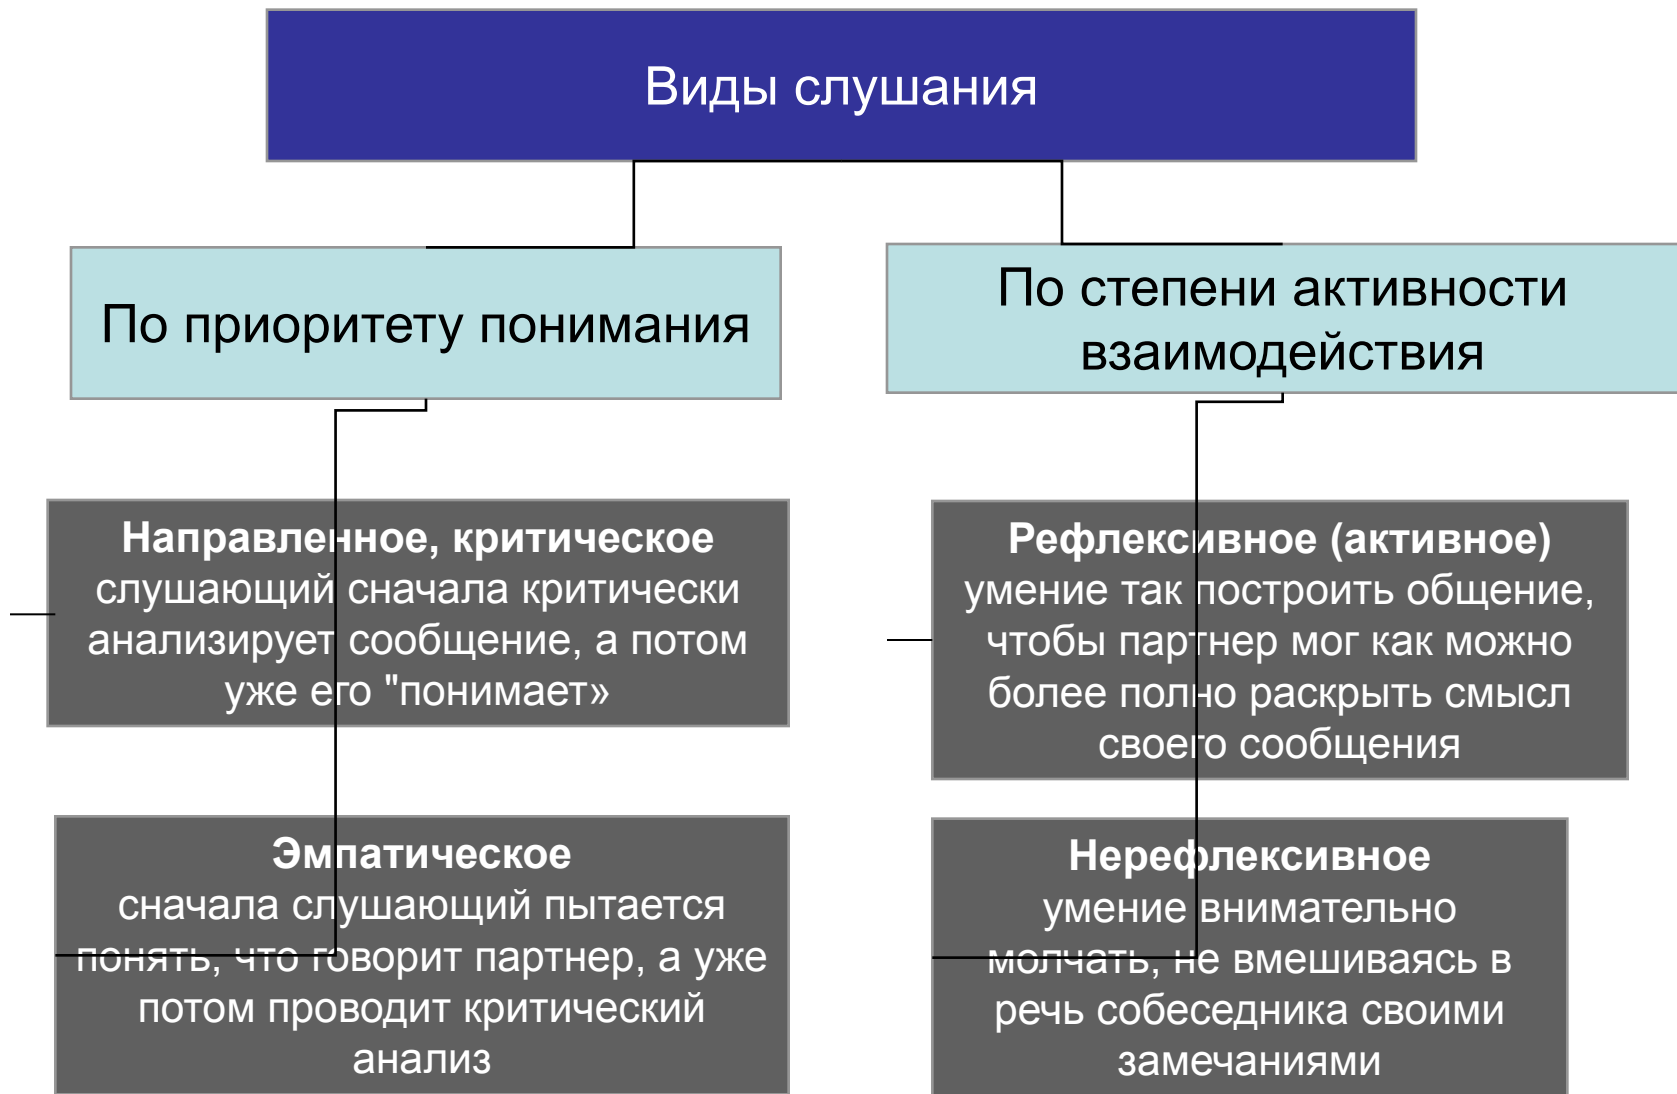 Виды слушания
По приоритету понимания
По степени активности
взаимодействия
Направленное, критическое
слушающий сначала критически
анализирует сообщение, а потом
уже его "понимает»
Эмпатическое
сначала слушающий пытается
понять, что говорит партнер, а уже
потом проводит критический
анализ
Рефлексивное (активное)
умение так построить общение,
чтобы партнер мог как можно
более полно раскрыть смысл
своего сообщения
Нерефлексивное
умение внимательно
молчать, не вмешиваясь в
речь собеседника своими
замечаниями